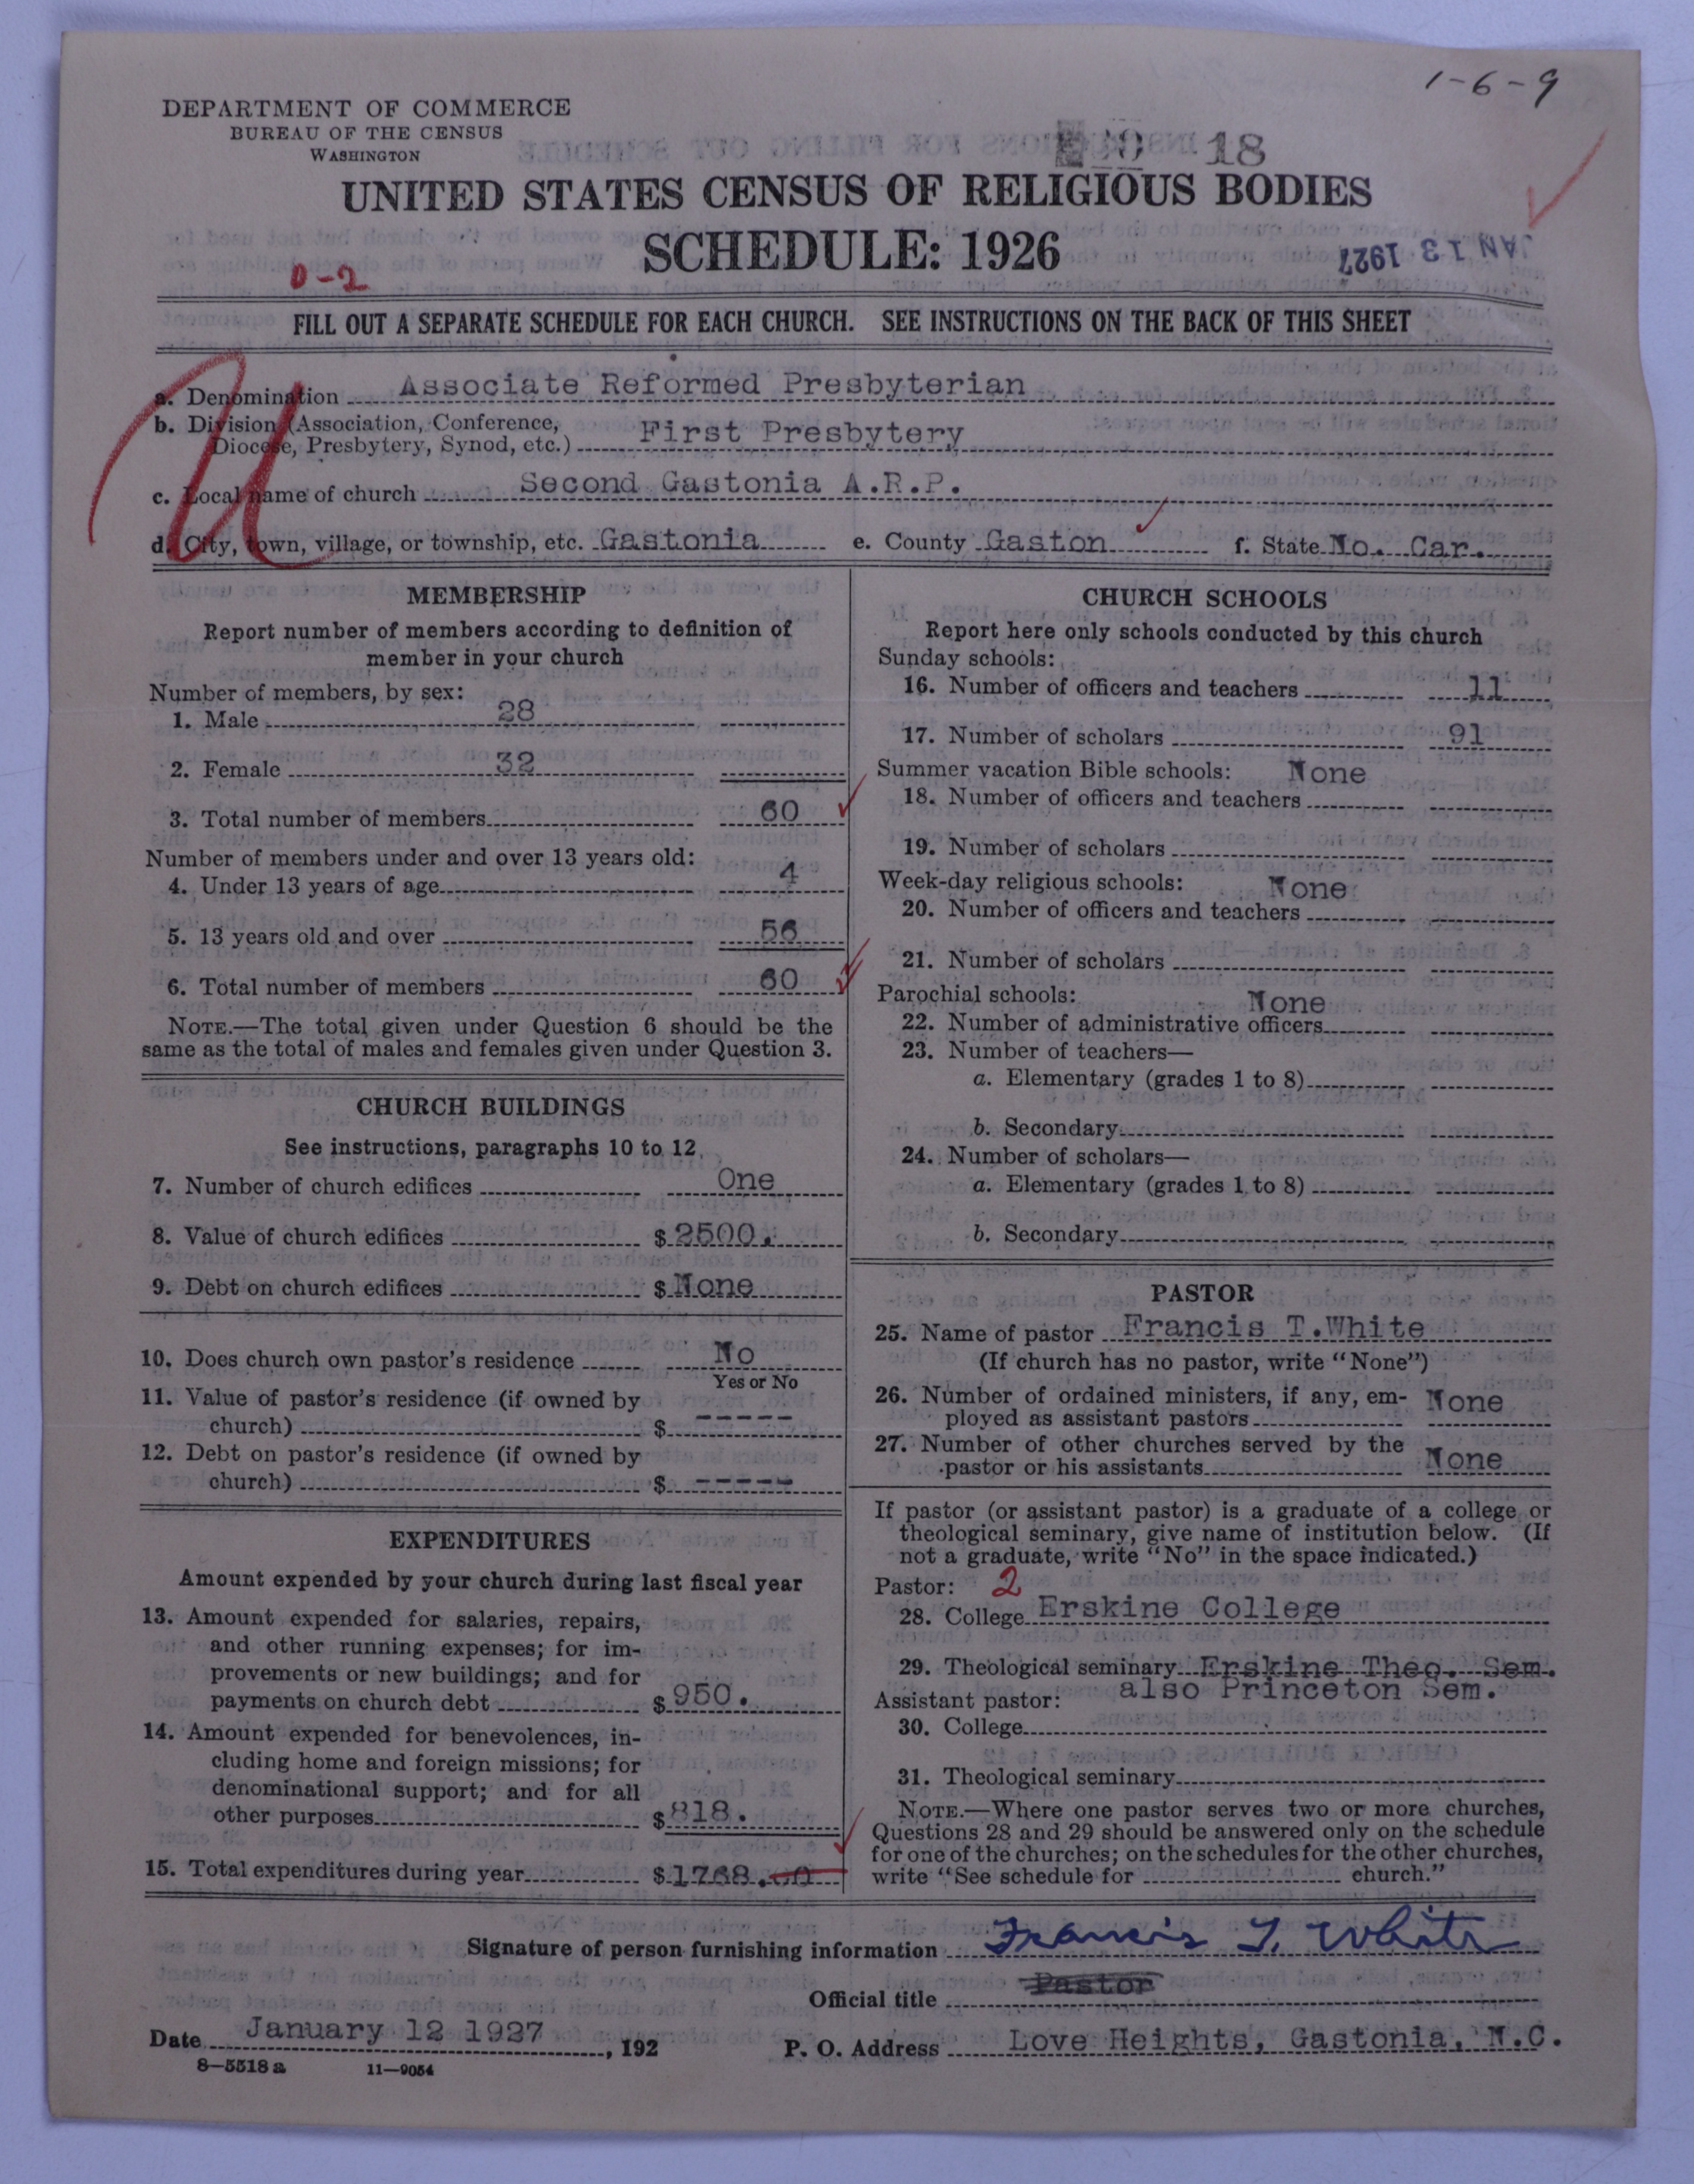 1-6-9
DEPARTMENT OF COMMERCE
BUREAU OF THE CENSUS
WASHINGTON
18
UNITED STATES CENSUS OF RELIGIOUS BODIES
SCHEDULE: 1926
JAN 13 1927
0-2
FILL OUT A SEPARATE SCHEDULE FOR EACH CHURCH. SEE INSTRUCTIONS ON THE BACK OF THIS SHEET
U
a. Denomination Associate Reformed Presbyterian
b. Division (Association, Conference,
Diocese, Presbytery, Synod, etc.) First Presbytery
c. Local name of church Second Gastonia A.R.P.
d. City, town, village, or township, etc. Gastonia e. County Gaston f. State No. Car.
MEMBERSHIP
Report number of members according to definition of
member in your church
Number of members, by sex:
1. Male 28
2. Female 32
3. Total number of members 60
Number of members under and over 13 years old:
4. Under 13 years of age 4
5. 13 years old and over 56
6. Total number of members 60
NOTE.—The total given under Question 6 should be the
same as the total of males and females given under Question 3.
CHURCH BUILDINGS
See instructions, paragraphs 10 to 12
7. Number of church edifices One
8. Value of church edifices $2500.
9. Debt on church edifices $None
10. Does church own pastor's residence No
Yes or No
11. Value of pastor's residence (if owned by
church) $ -----
12. Debt on pastor's residence (if owned by
church) $ -----
EXPENDITURES
Amount expended by your church during last fiscal year
13. Amount expended for salaries, repairs,
and other running expenses; for im-
provements or new buildings; and for
payments on church debt $950.
14. Amount expended for benevolences, in-
cluding home and foreign missions; for
denominational support; and for all
other purposes $818.
15. Total expenditures during year $1768.00
CHURCH SCHOOLS
Report here only schools conducted by this church
Sunday schools:
16. Number of officers and teachers 11
17. Number of scholars 91
Summer vacation Bible schools: None
18. Number of officers and teachers
19. Number of scholars
Week-day religious schools: None
20. Number of officers and teachers
21. Number of scholars
Parochial schools: None
22. Number of administrative officers
23. Number of teachers—
a. Elementary (grades 1 to 8)
b. Secondary
24. Number of scholars—
a. Elementary (grades 1 to 8)
b. Secondary
PASTOR
25. Name of pastor Francis T.White
(If church has no pastor, write "None")
26. Number of ordained ministers, if any, em-
ployed as assistant pastors None
27. Number of other churches served by the
pastor or his assistants None
If pastor (or assistant pastor) is a graduate of a college or
theological seminary, give name of institution below. (If
not a graduate, write "No" in the space indicated.)
Pastor: 2
28. College Erskine College
29. Theological seminary Erskine Theo. Sem.
also Princeton Sem.
Assistant pastor:
30. College
31. Theological seminary
NOTE.—Where one pastor serves two or more churches,
Questions 28 and 29 should be answered only on the schedule
for one of the churches; on the schedules for the other churches,
write "See schedule for church."
Signature of person furnishing information Francis T. White
Official title Pastor
Date January 12 1927, 192 P. O. Address Love Heights, Gastonia, N.C.
8—5518 a 11—9054